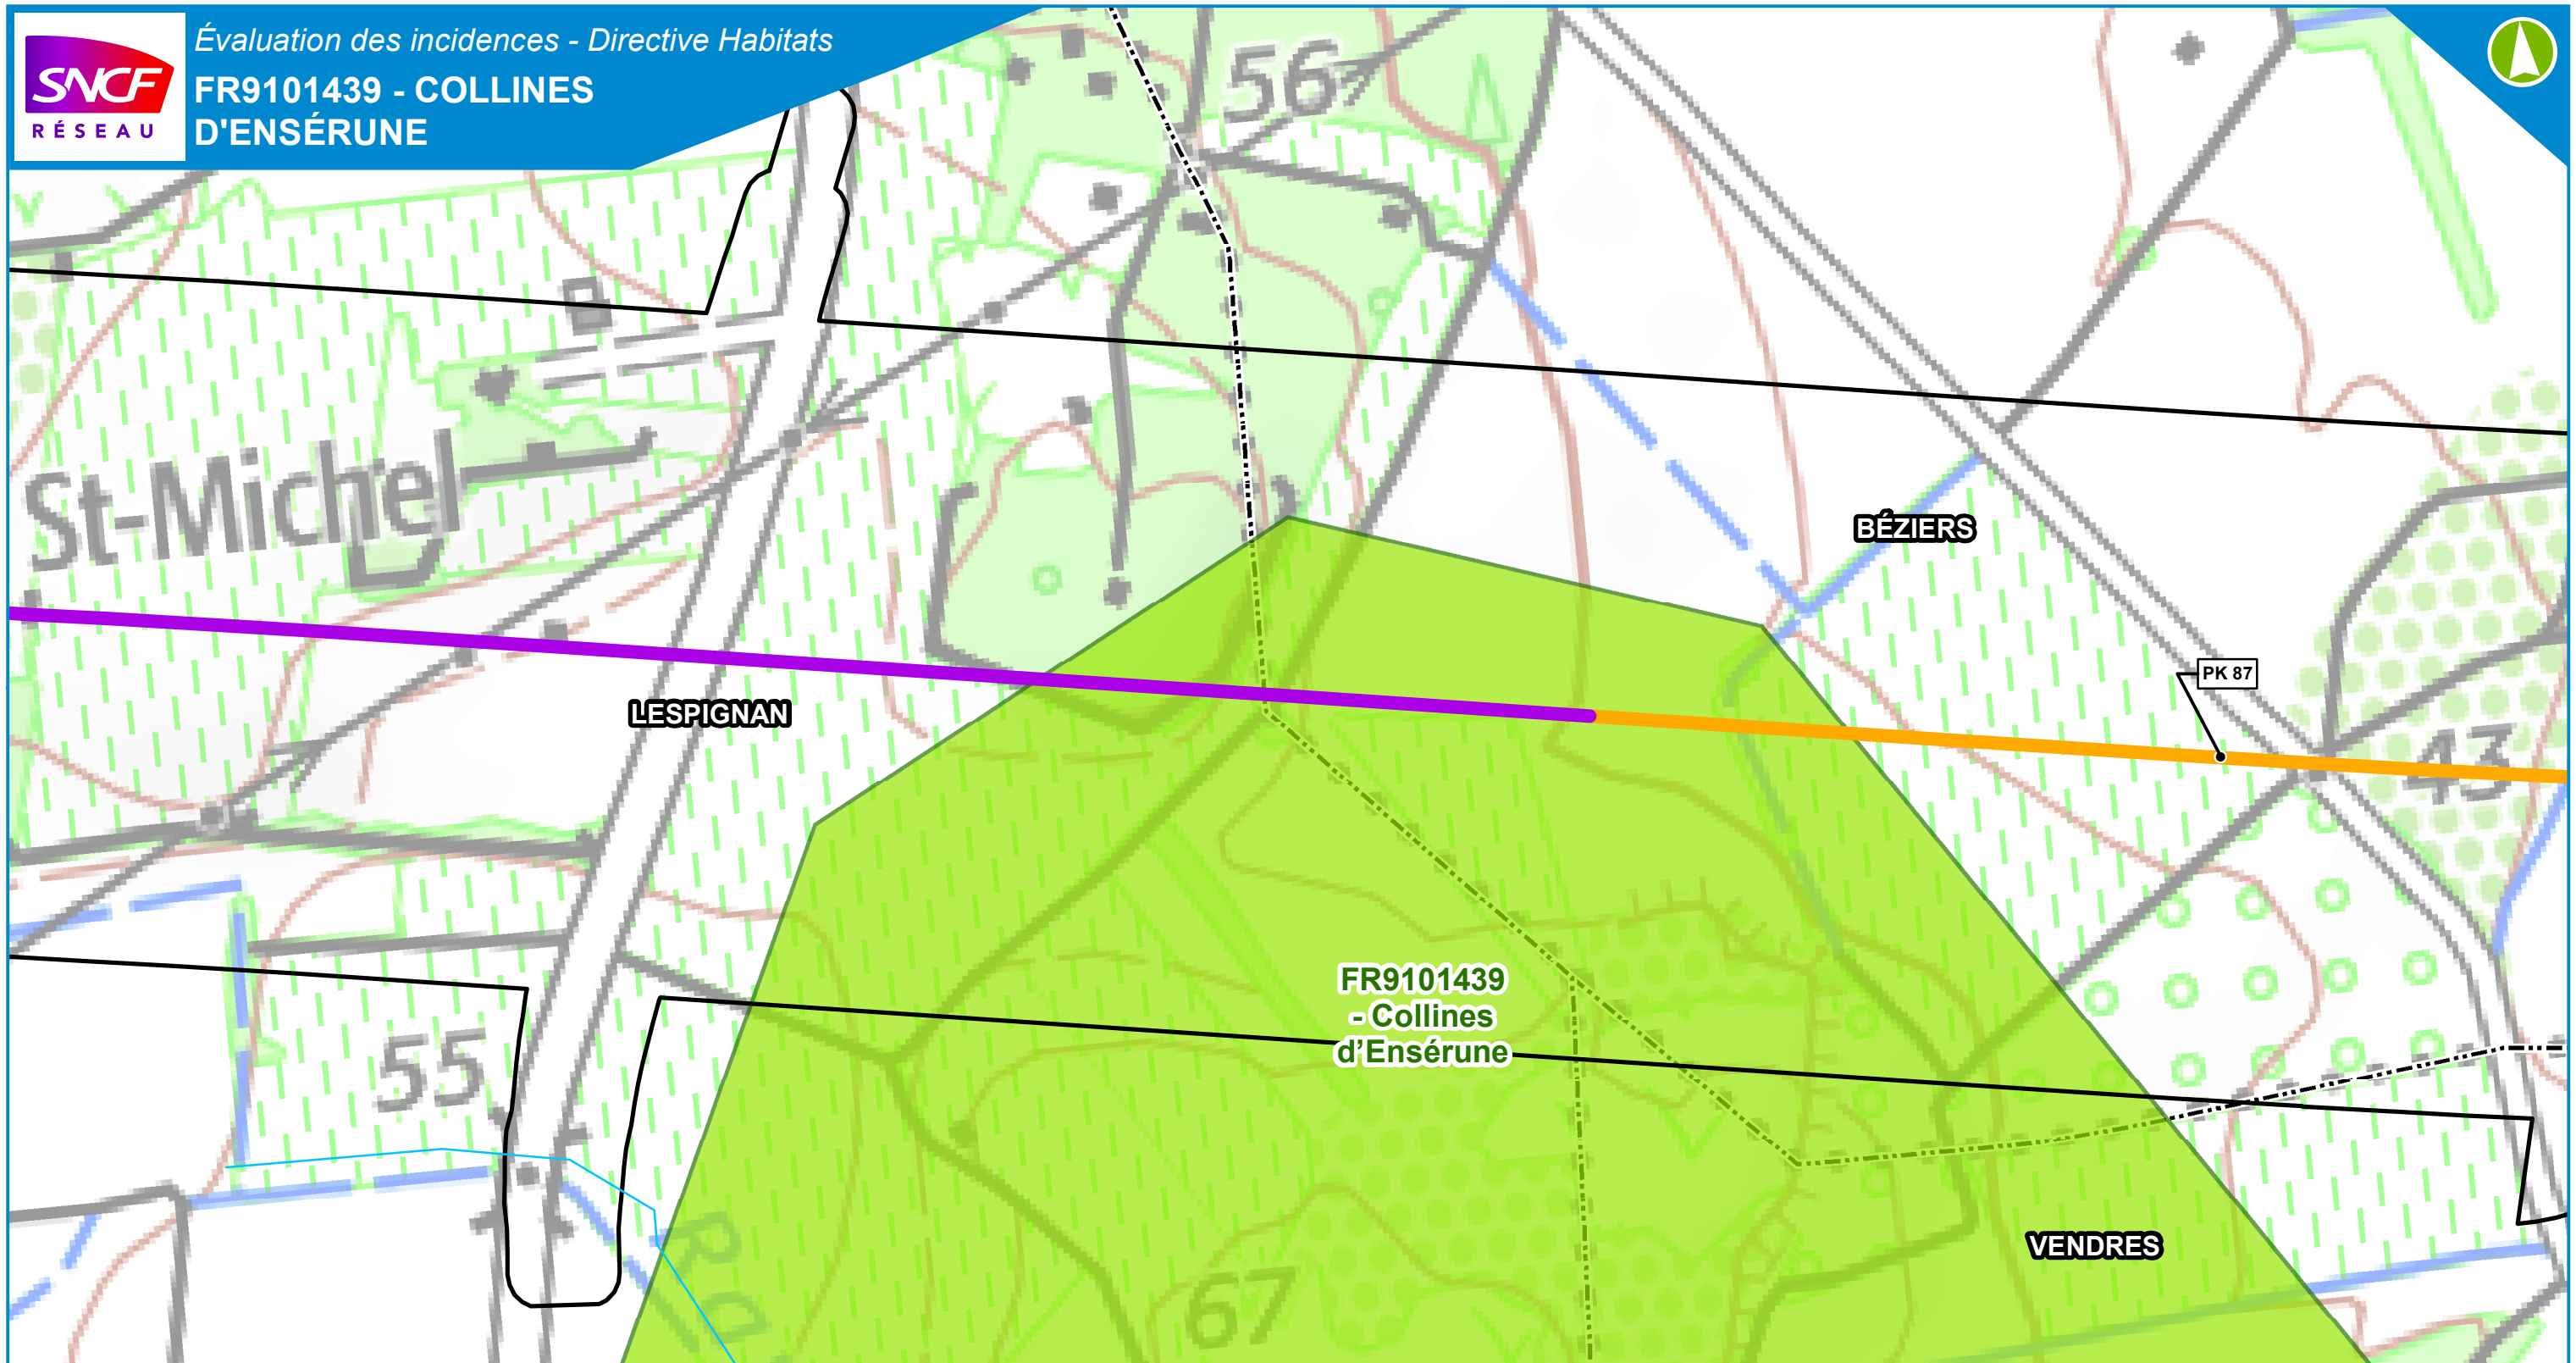 SNCF
RÉSEAU
Évaluation des incidences - Directive Habitats
FR9101439 - COLLINES
D'ENSÉRUNE
56
St-Michel
BÉZIERS
PK 87
LESPIGNAN
43
FR9101439
- Collines
d'Ensérune
55
VENDRES
67